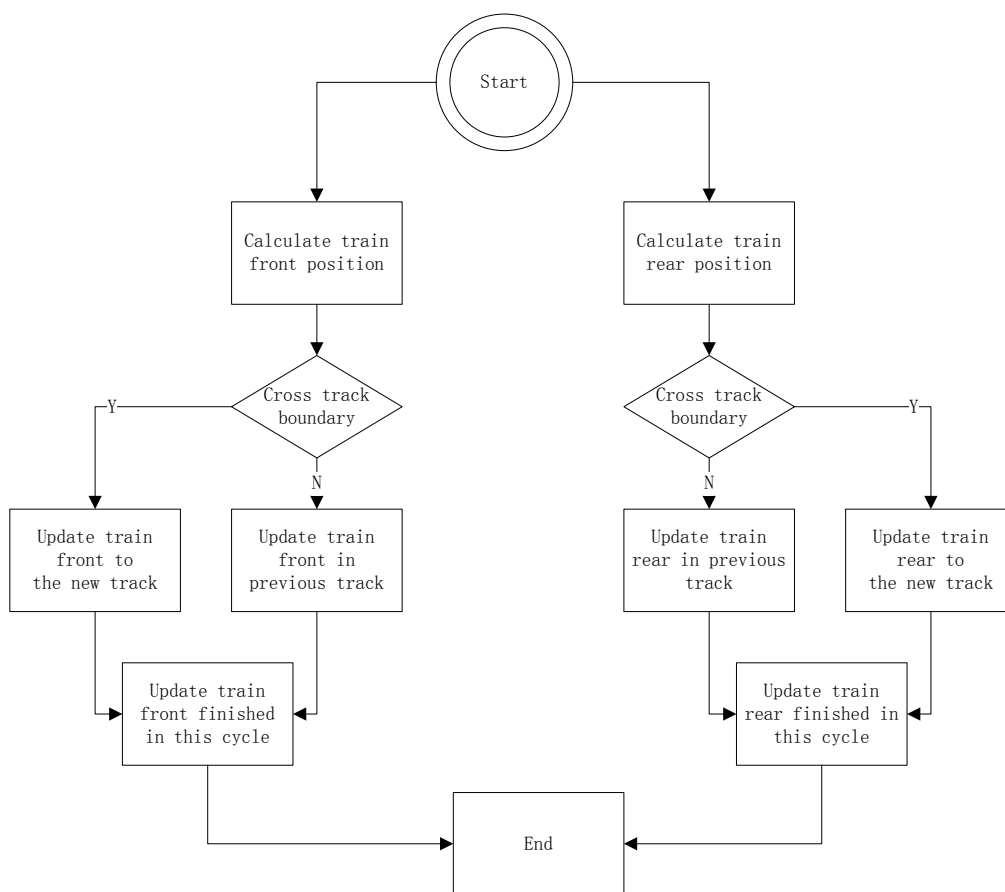 Start
Calculate train
front position
Calculate train
rear position
Cross track
boundary
Cross track
boundary
Y
N
N
Y
Update train
front to
the new track
Update train
front in
previous track
Update train
rear in previous
track
Update train
rear to
the new track
Update train
front finished
in this cycle
Update train
rear finished in
this cycle
End